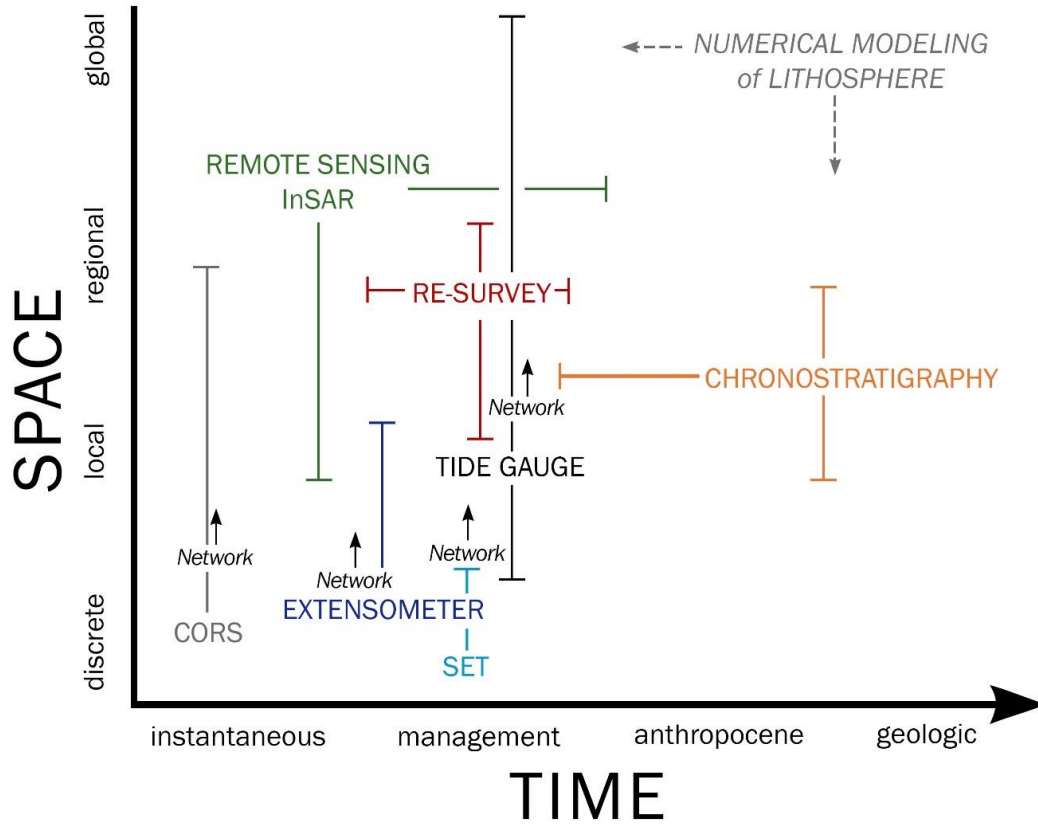 global
NUMERICAL MODELING
of LITHOSPHERE
REMOTE SENSING
InSAR
regional
RE-SURVEY
CHRONOSTRATIGRAPHY
Network
SPACE
local
TIDE GAUGE
Network
Network
Network
EXTENSOMETER
discrete
CORS
SET
instantaneous
management
anthropocene
geologic
TIME